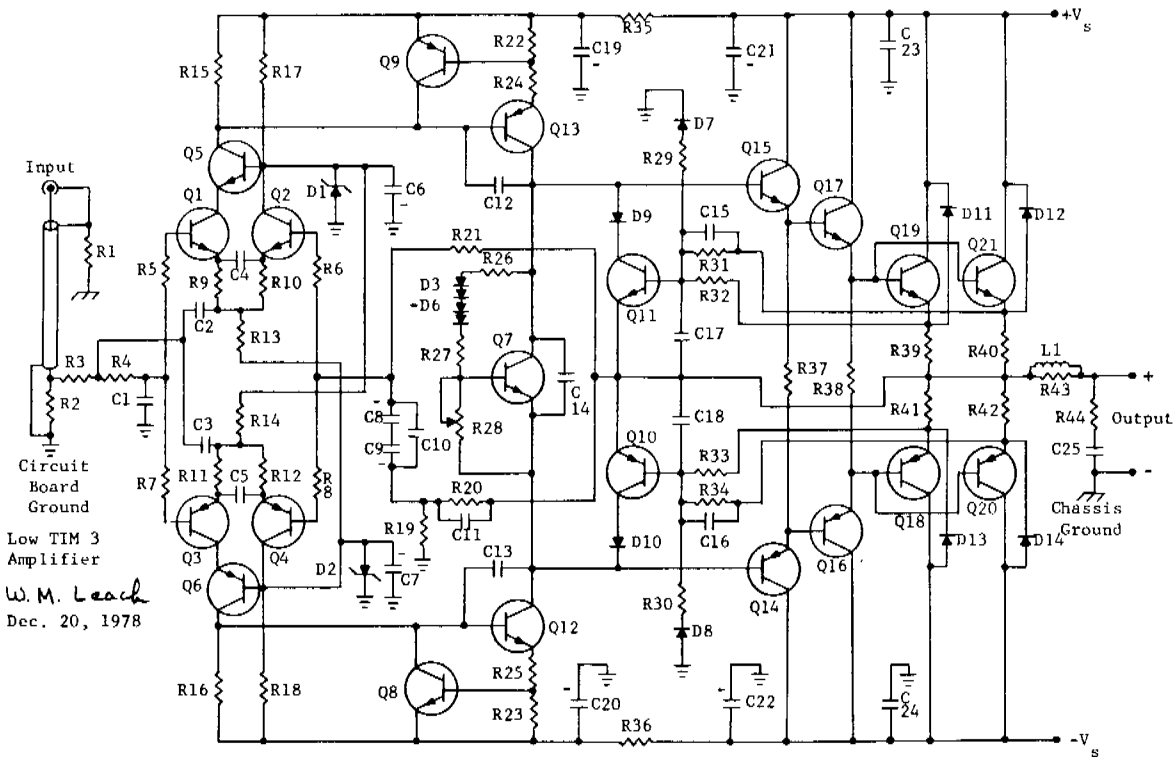 +V
s
R35
C19
-
C21
-
C
23
R22
R24
Q9
R15
R17
Q13
Q5
Q1
Q2
D1
C6
-
C12
D7
R29
Q15
Q17
Input
R1
R5
R9
C4
R10
R6
R21
R26
D3
-D6
D9
Q11
C15
R31
R32
Q19
Q21
D11
D12
C2
R13
R27
Q7
C17
R37
R38
R39
R40
L1
R43
+
Output
-
R3
R4
R2
C1
C3
R14
C8
C9
-
-
C10
R28
C
14
C18
R41
R42
R44
C25
Circuit
Board
Ground
R7
R11
C5
R12
R
8
R19
R20
C11
Q10
R33
R34
C16
D10
Q18
Q20
Chassis
Ground
Low TIM 3
Amplifier
Q3
Q4
Q6
D2
C7
-
C13
Q12
R30
D8
Q14
Q16
D13
D14
W. M. Leach
Dec. 20, 1978
R16
R18
Q8
R25
R23
-
C20
R36
C22
C
24
-V
s